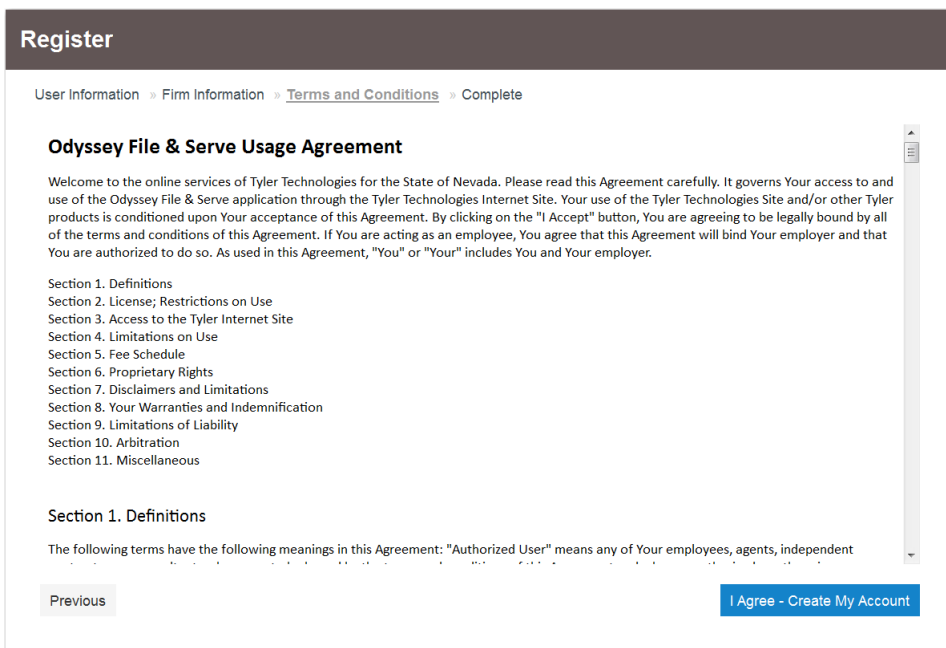 Register
User Information » Firm Information » Terms and Conditions » Complete
Odyssey File & Serve Usage Agreement
Welcome to the online services of Tyler Technologies for the State of Nevada. Please read this Agreement carefully. It governs Your access to and
use of the Odyssey File & Serve application through the Tyler Technologies Internet Site. Your use of the Tyler Technologies Site and/or other Tyler
products is conditioned upon Your acceptance of this Agreement. By clicking on the "I Accept" button, You are agreeing to be legally bound by all
of the terms and conditions of this Agreement. If You are acting as an employee, You agree that this Agreement will bind Your employer and that
You are authorized to do so. As used in this Agreement, "You" or "Your" includes You and Your employer.
Section 1. Definitions
Section 2. License; Restrictions on Use
Section 3. Access to the Tyler Internet Site
Section 4. Limitations on Use
Section 5. Fee Schedule
Section 6. Proprietary Rights
Section 7. Disclaimers and Limitations
Section 8. Your Warranties and Indemnification
Section 9. Limitations of Liability
Section 10. Arbitration
Section 11. Miscellaneous
Section 1. Definitions
The following terms have the following meanings in this Agreement: "Authorized User" means any of Your employees, agents, independent
Previous
I Agree - Create My Account